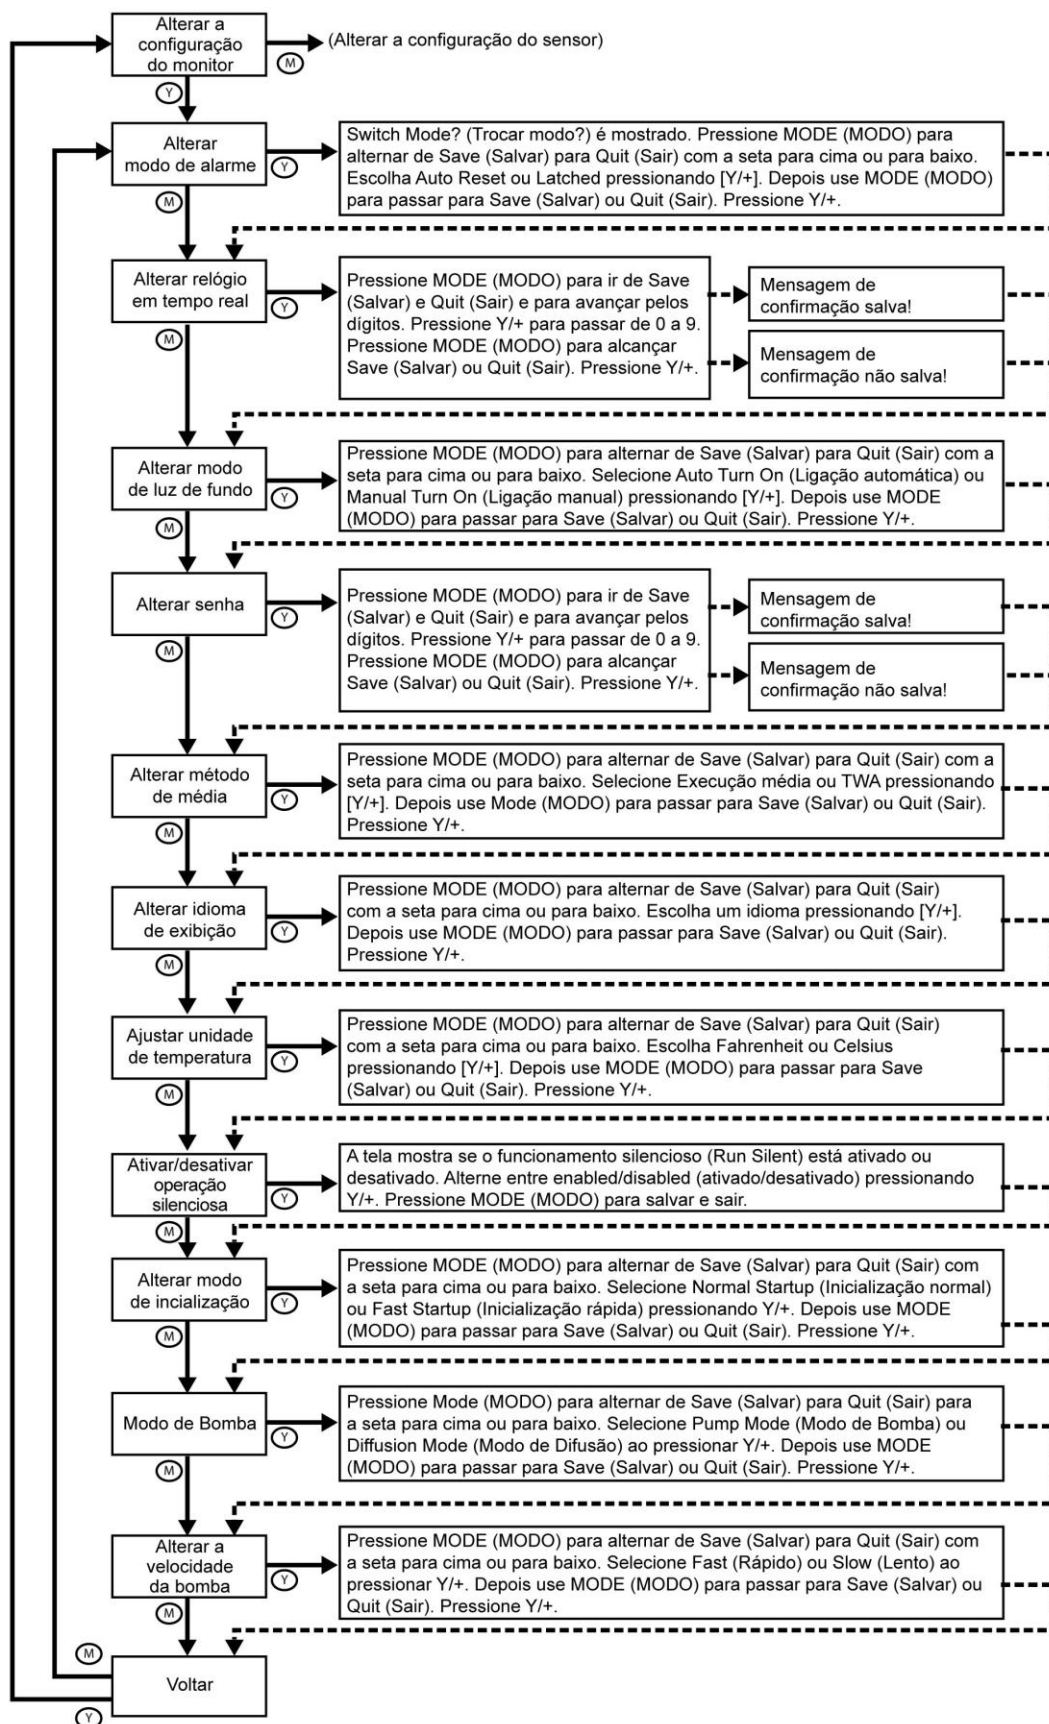 Alterar a
configuração
do monitor
M
(Alterar a configuração do sensor)
Y
Alterar
modo de alarme
Y
Switch Mode? (Trocar modo?) é mostrado. Pressione MODE (MODO) para
alternar de Save (Salvar) para Quit (Sair) com a seta para cima ou para baixo.
Escolha Auto Reset ou Latched pressionando [Y/+]. Depois use MODE (MODO)
para passar para Save (Salvar) ou Quit (Sair). Pressione Y/+.
M
Alterar relógio
em tempo real
Y
Pressione MODE (MODO) para ir de Save
(Salvar) e Quit (Sair) e para avançar pelos
dígitos. Pressione Y/+ para passar de 0 a 9.
Pressione MODE (MODO) para alcançar
Save (Salvar) ou Quit (Sair). Pressione Y/+.
Mensagem de
confirmação salva!
Mensagem de
confirmação não salva!
M
Alterar modo
de luz de fundo
Y
Pressione MODE (MODO) para alternar de Save (Salvar) para Quit (Sair) com a
seta para cima ou para baixo. Selecione Auto Turn On (Ligação automática) ou
Manual Turn On (Ligação manual) pressionando [Y/+]. Depois use MODE
(MODO) para passar para Save (Salvar) ou Quit (Sair). Pressione Y/+.
M
Alterar senha
Y
Pressione MODE (MODO) para ir de Save
(Salvar) e Quit (Sair) e para avançar pelos
dígitos. Pressione Y/+ para passar de 0 a 9.
Pressione MODE (MODO) para alcançar
Save (Salvar) ou Quit (Sair). Pressione Y/+.
Mensagem de
confirmação salva!
Mensagem de
confirmação não salva!
M
Alterar método
de média
Y
Pressione MODE (MODO) para alternar de Save (Salvar) para Quit (Sair) com a
seta para cima ou para baixo. Selecione Execução média ou TWA pressionando
[Y/+]. Depois use Mode (MODO) para passar para Save (Salvar) ou Quit (Sair).
Pressione Y/+.
M
Alterar idioma
de exibição
Y
Pressione MODE (MODO) para alternar de Save (Salvar) para Quit (Sair)
com a seta para cima ou para baixo. Escolha um idioma pressionando [Y/+].
Depois use MODE (MODO) para passar para Save (Salvar) ou Quit (Sair).
Pressione Y/+.
M
Ajustar unidade
de temperatura
Y
Pressione MODE (MODO) para alternar de Save (Salvar) para Quit (Sair)
com a seta para cima ou para baixo. Escolha Fahrenheit ou Celsius
pressionando [Y/+]. Depois use MODE (MODO) para passar para Save
(Salvar) ou Quit (Sair). Pressione Y/+.
M
Ativar/desativar
operação
silenciosa
Y
A tela mostra se o funcionamento silencioso (Run Silent) está ativado ou
desativado. Alterne entre enabled/disabled (ativado/desativado) pressionando
Y/+. Pressione MODE (MODO) para salvar e sair.
M
Alterar modo
de incialização
Y
Pressione MODE (MODO) para alternar de Save (Salvar) para Quit (Sair) com
a seta para cima ou para baixo. Selecione Normal Startup (Inicialização normal)
ou Fast Startup (Inicialização rápida) pressionando Y/+. Depois use MODE
(MODO) para passar para Save (Salvar) ou Quit (Sair). Pressione Y/+.
M
Modo de Bomba
Y
Pressione Mode (MODO) para alternar de Save (Salvar) para Quit (Sair) para
a seta para cima ou para baixo. Selecione Pump Mode (Modo de Bomba) ou
Diffusion Mode (Modo de Difusão) ao pressionar Y/+. Depois use MODE
(MODO) para passar para Save (Salvar) ou Quit (Sair). Pressione Y/+.
M
Alterar a
velocidade
da bomba
Y
Pressione MODE (MODO) para alternar de Save (Salvar) para Quit (Sair) com
a seta para cima ou para baixo. Selecione Fast (Rápido) ou Slow (Lento) ao
pressionar Y/+. Depois use MODE (MODO) para passar para Save (Salvar) ou
Quit (Sair). Pressione Y/+.
M
M
Voltar
Y